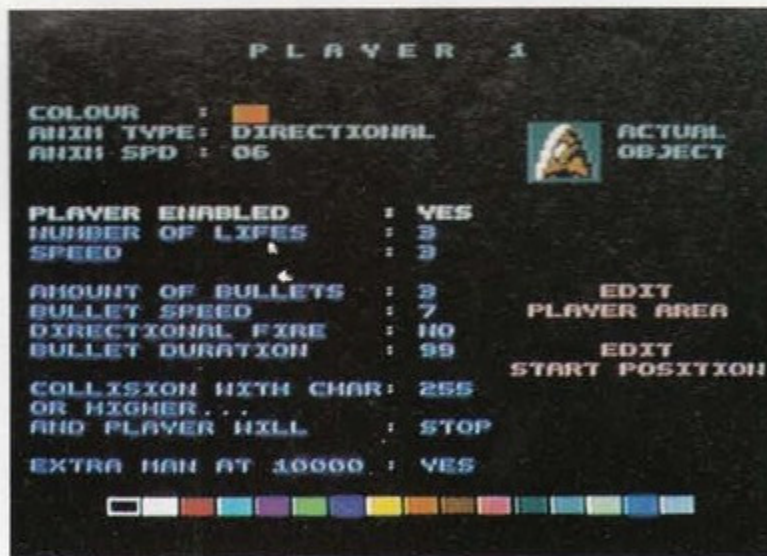 PLAYER 1
COLOUR :
ANIM TYPE: DIRECTIONAL
ANIM SPD : 06
ACTUAL
OBJECT
PLAYER ENABLED : YES
NUMBER OF LIFES : 3
SPEED : 3
AMOUNT OF BULLETS : 3
BULLET SPEED : 7
DIRECTIONAL FIRE : NO
BULLET DURATION : 99
EDIT
PLAYER AREA
EDIT
START POSITION
COLLISION WITH CHAR: 255
OR HIGHER...
AND PLAYER WILL : STOP
EXTRA MAN AT 10000 : YES